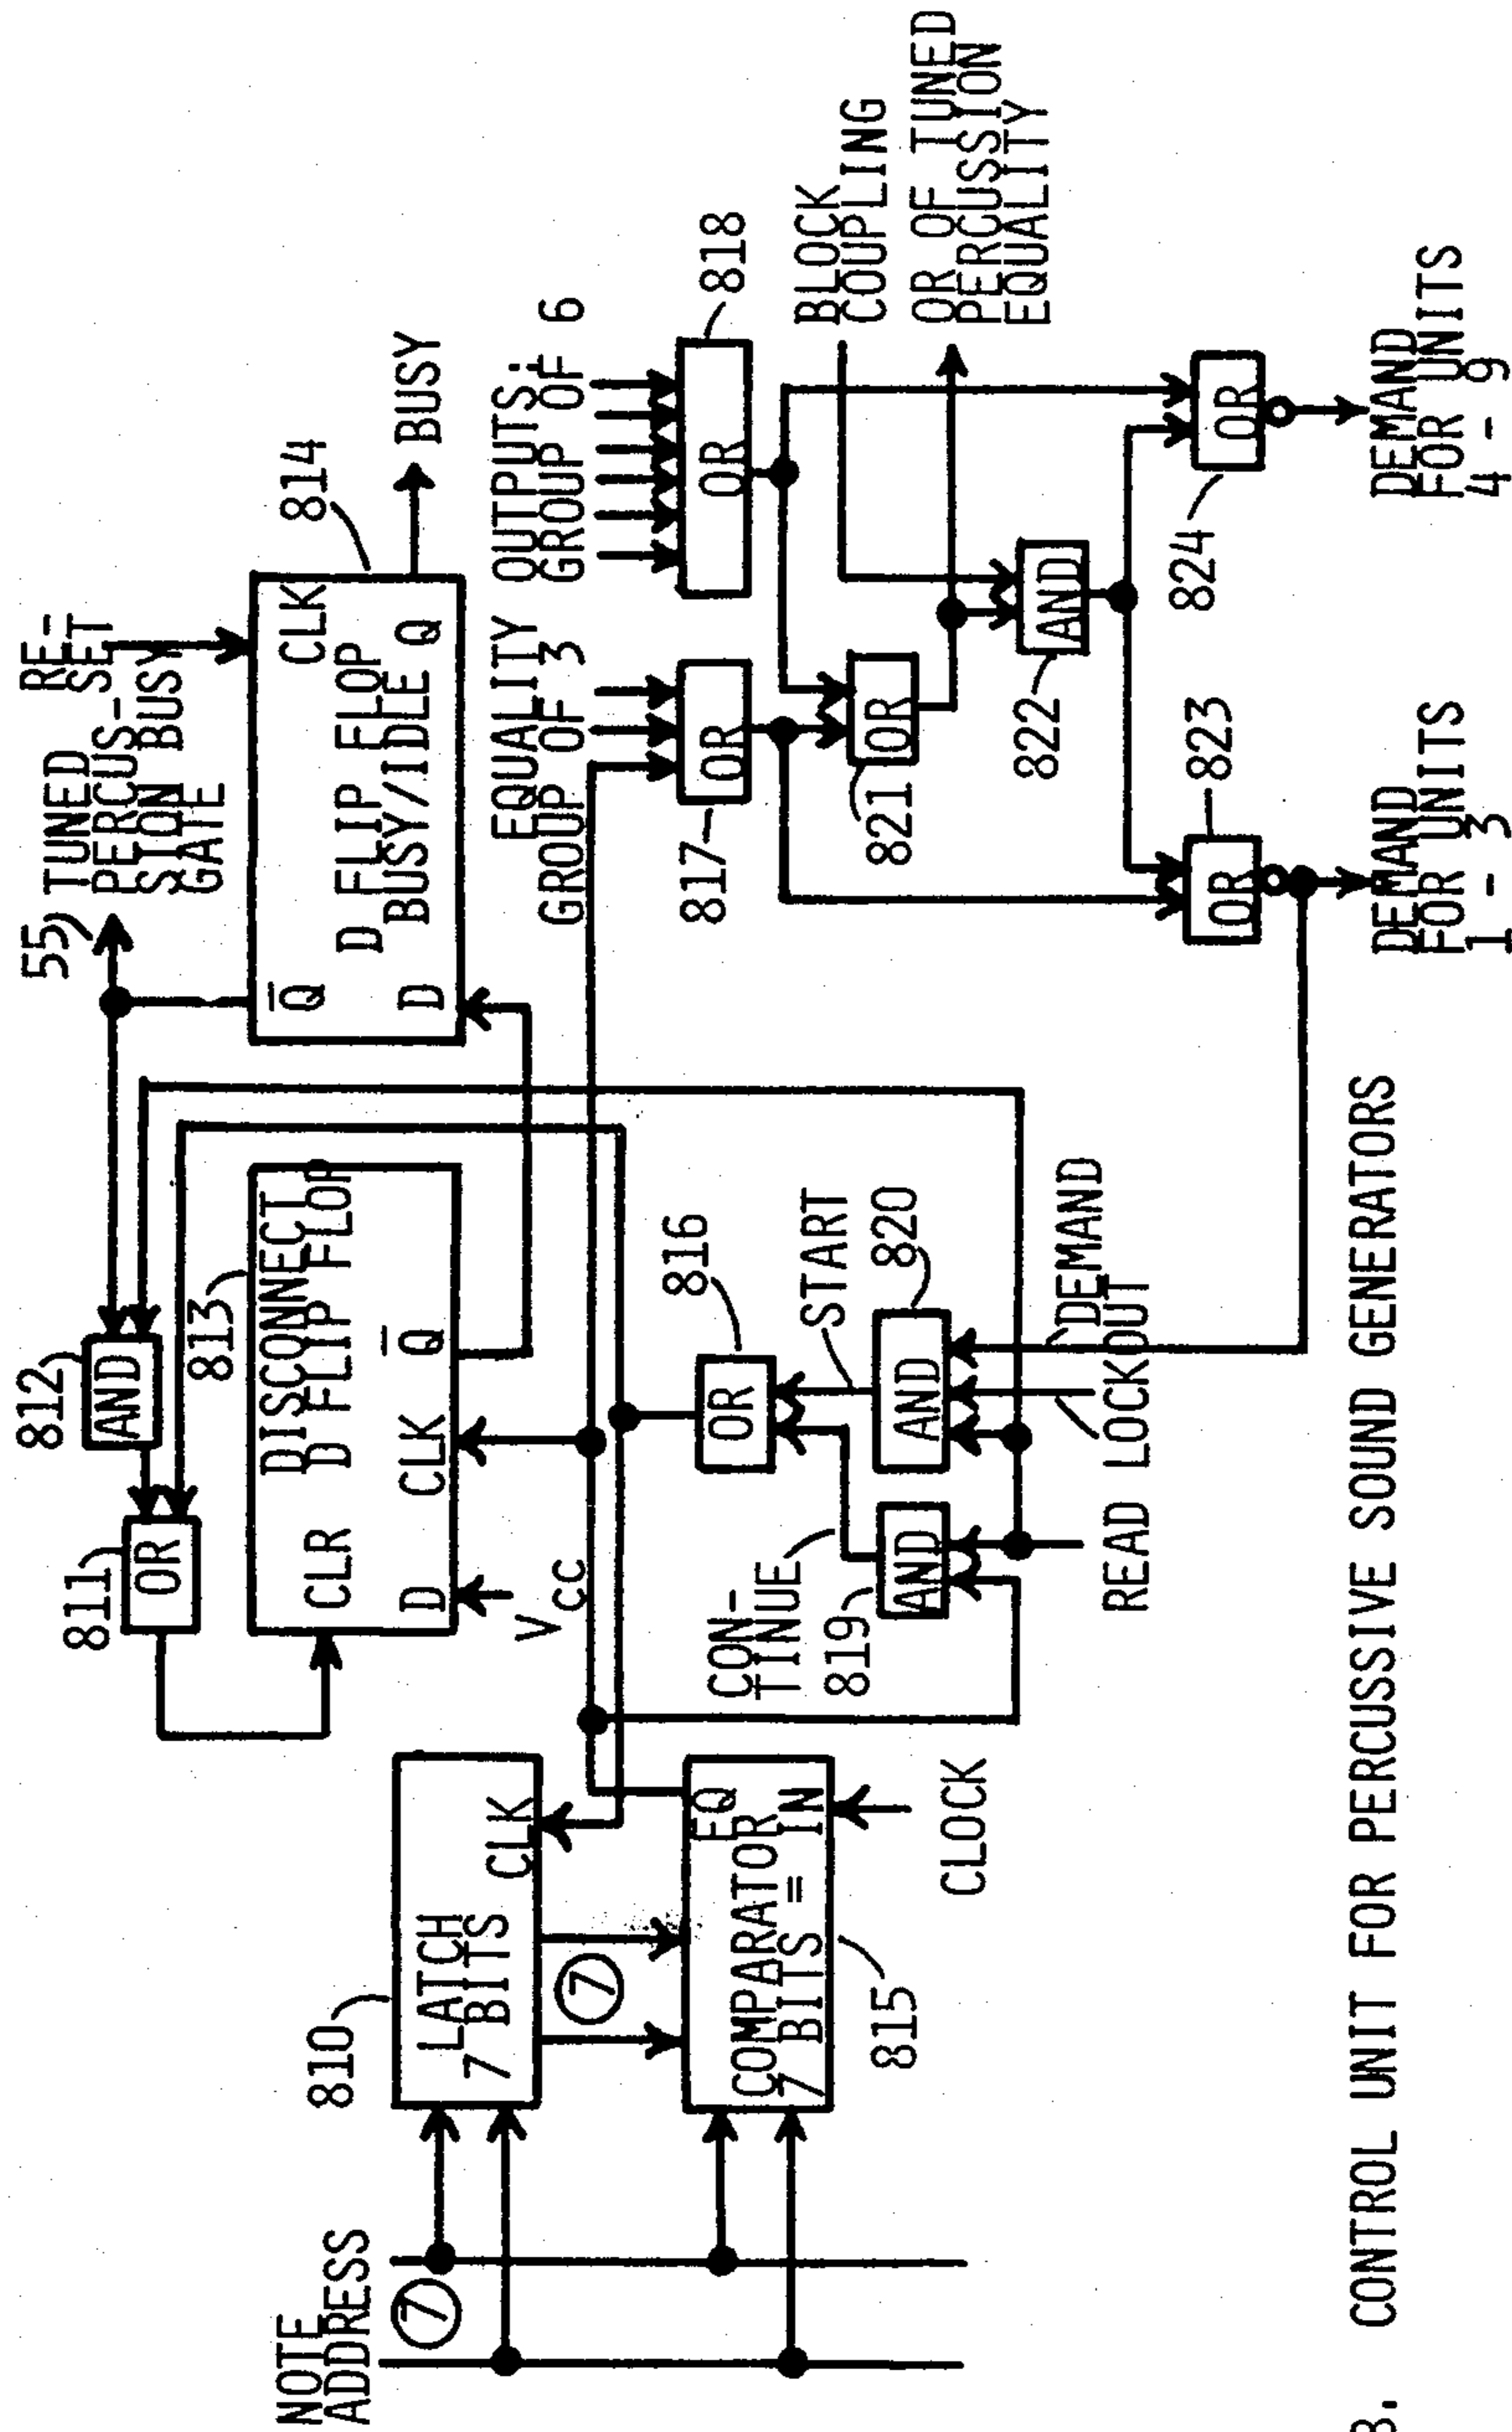 NOTE
ADDRESS
7
810
LATCH
7 BITS
CLK
7
EQ
COMPARATOR
7 BITS = IN
815
CLOCK
811
OR
812
AND
813
DISCONNECT
D FLIP FLOP
CLR
D
CLK
Q̅
V
CC
CON-
TINUE
819
AND
816
OR
START
820
AND
READ
LOCKOUT
DEMAND
55
TUNED
PERCUS-
SION BUSY
GATE
RE-
SET
814
Q̅
CLK
D FLIP FLOP
BUSY/IDLE
D
Q
BUSY
EQUALITY OUTPUTS:
GROUP OF 3
GROUP OF 6
817
OR
818
OR
821
OR
BLOCK
COUPLING
OR OF TUNED
PERCUSSION
EQUALITY
822
AND
823
OR
824
OR
DEMAND
FOR UNITS
1 - 3
DEMAND
FOR UNITS
4 - 9
CONTROL UNIT FOR PERCUSSIVE SOUND GENERATORS